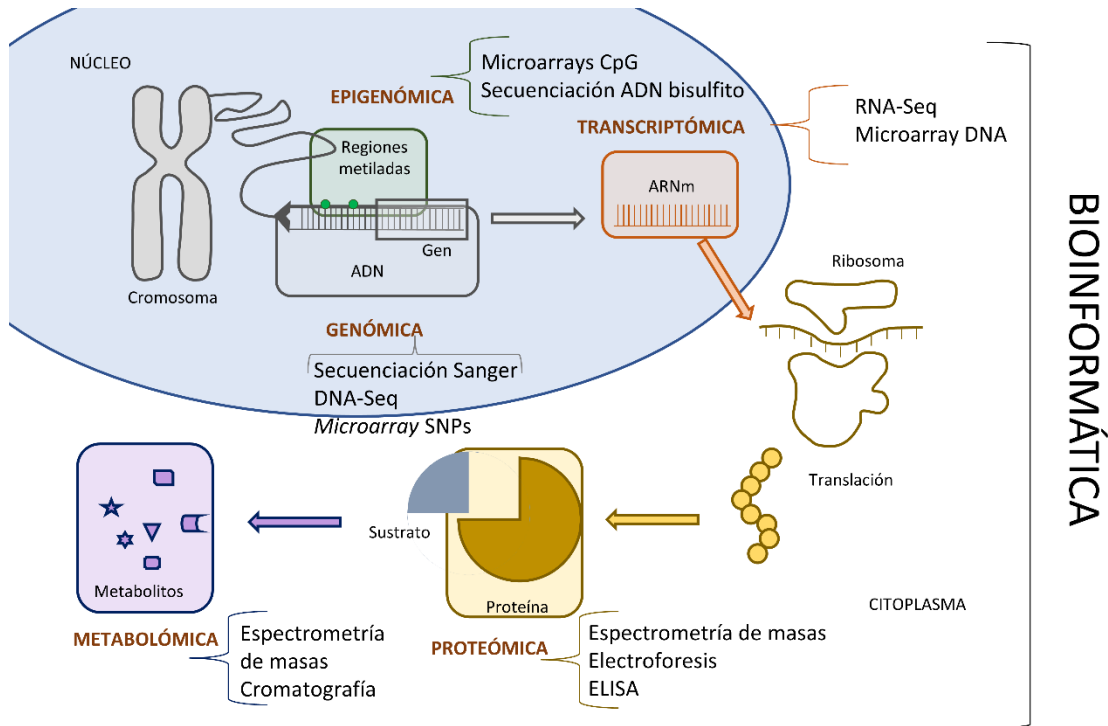 NÚCLEO
Microarrays CpG
Secuenciación ADN bisulfito
EPIGENÓMICA
TRANSCRIPTÓMICA
RNA-Seq
Microarray DNA
Regiones
metiladas
ARNm
Gen
ADN
Cromosoma
Ribosoma
GENÓMICA
Secuenciación Sanger
DNA-Seq
Microarray SNPs
Translación
Sustrato
Metabolitos
Proteína
CITOPLASMA
METABOLÓMICA
Espectrometría
de masas
Cromatografía
PROTEÓMICA
Espectrometría de masas
Electroforesis
ELISA
BIOINFORMÁTICA